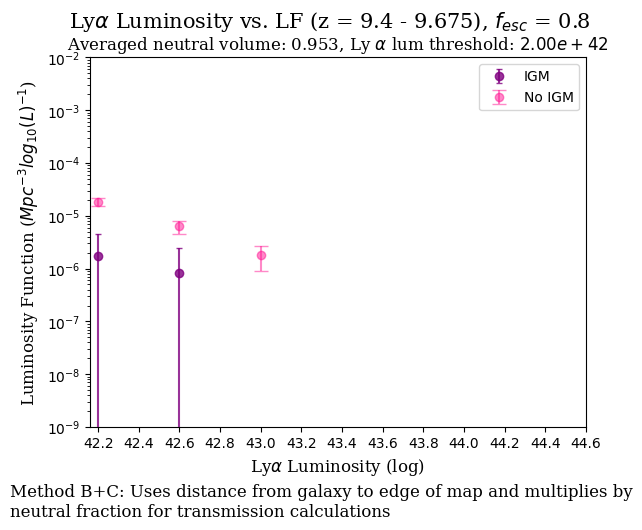 Lyα Luminosity vs. LF (z = 9.4 - 9.675), f_esc = 0.8
Averaged neutral volume: 0.953, Ly α lum threshold: 2.00e + 42
IGM
No IGM
Luminosity Function (Mpc⁻³log₁₀(L)⁻¹)
10⁻²
10⁻³
10⁻⁴
10⁻⁵
10⁻⁶
10⁻⁷
10⁻⁸
10⁻⁹
42.2 42.4 42.6 42.8 43.0 43.2 43.4 43.6 43.8 44.0 44.2 44.4 44.6
Lyα Luminosity (log)
Method B+C: Uses distance from galaxy to edge of map and multiplies by
neutral fraction for transmission calculations